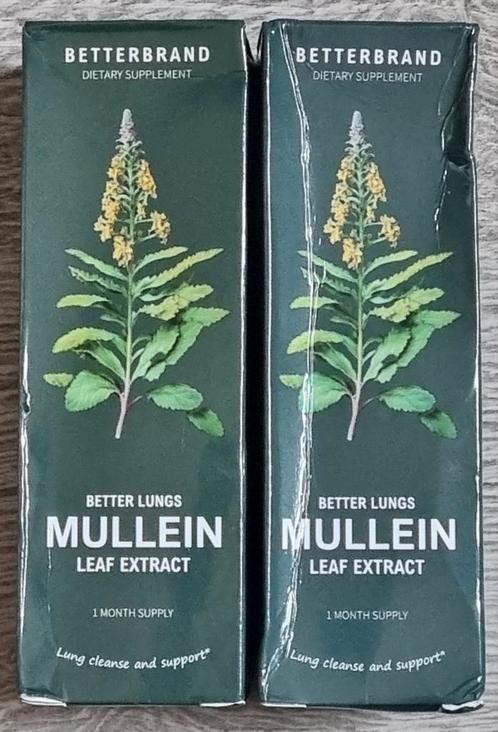 BETTERBRAND
DIETARY SUPPLEMENT
BETTER LUNGS
MULLEIN
LEAF EXTRACT
1 MONTH SUPPLY
Lung cleanse and support*
BETTERBRAND
DIETARY SUPPLEMENT
BETTER LUNGS
MULLEIN
LEAF EXTRACT
1 MONTH SUPPLY
Lung cleanse and support*